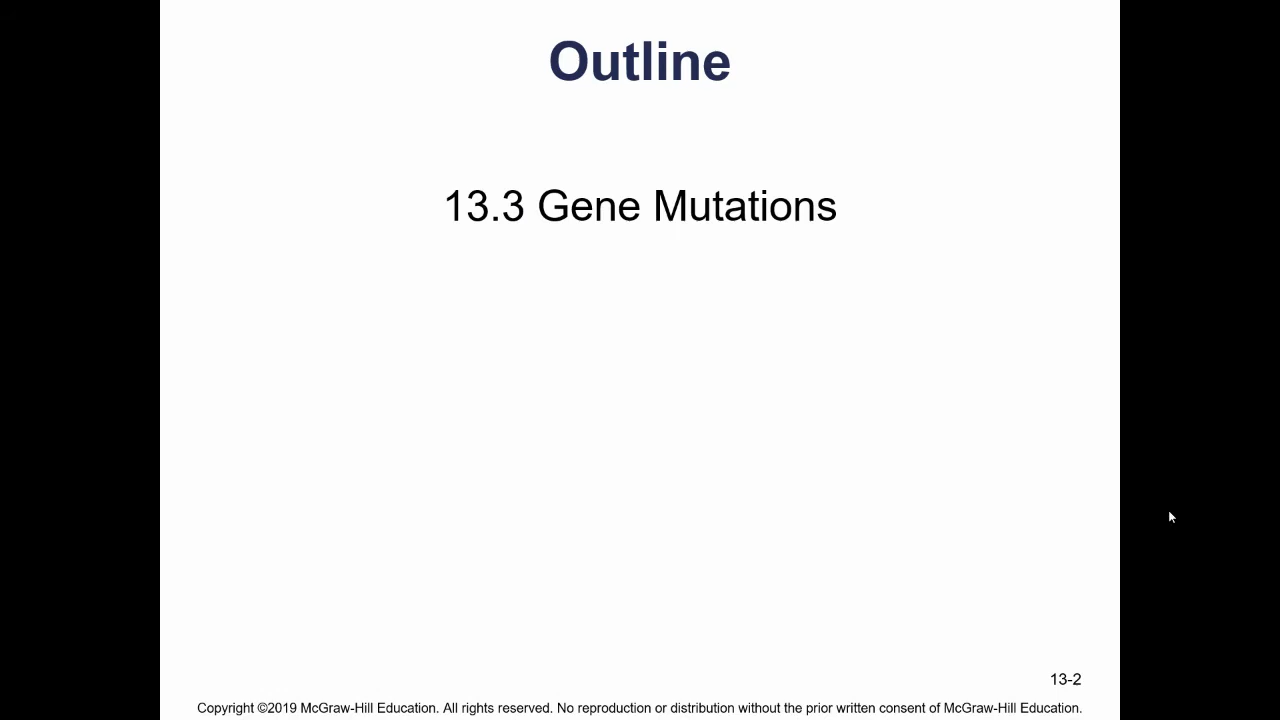 Outline
13.3 Gene Mutations
13-2
Copyright ©2019 McGraw-Hill Education. All rights reserved. No reproduction or distribution without the prior written consent of McGraw-Hill Education.